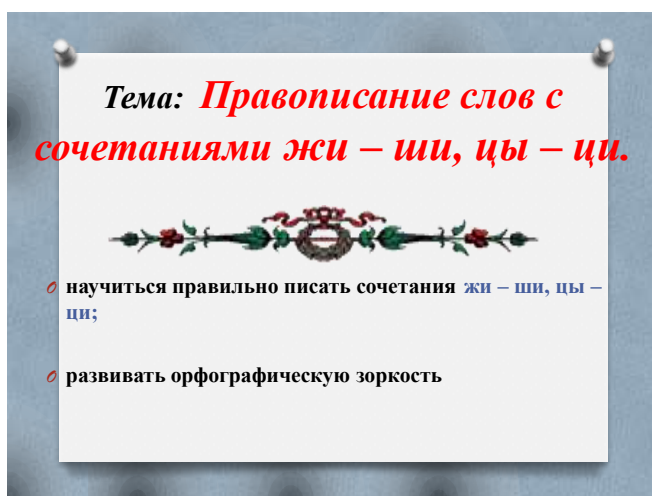 Тема: Правописание слов с
сочетаниями жи – ши, цы – ци.
научиться правильно писать сочетания жи – ши, цы –
ци;
развивать орфографическую зоркость